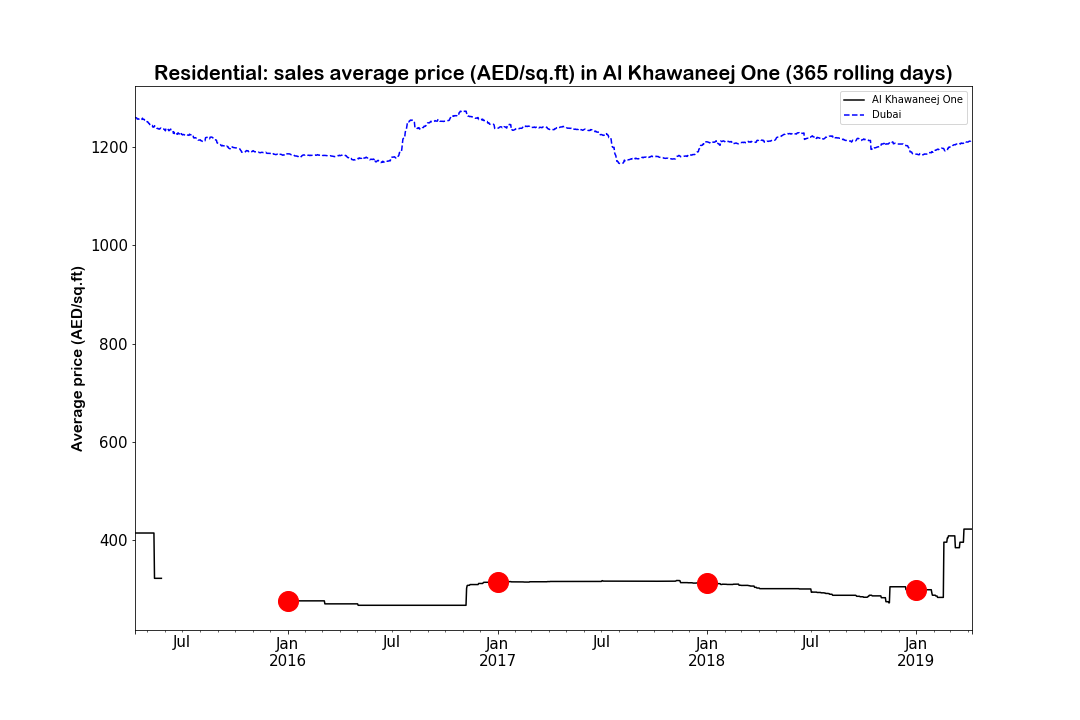 Residential: sales average price (AED/sq.ft) in Al Khawaneej One (365 rolling days)
Al Khawaneej One
Dubai
Average price (AED/sq.ft)
1200
1000
800
600
400
Jul
Jan
2016
Jul
Jan
2017
Jul
Jan
2018
Jul
Jan
2019